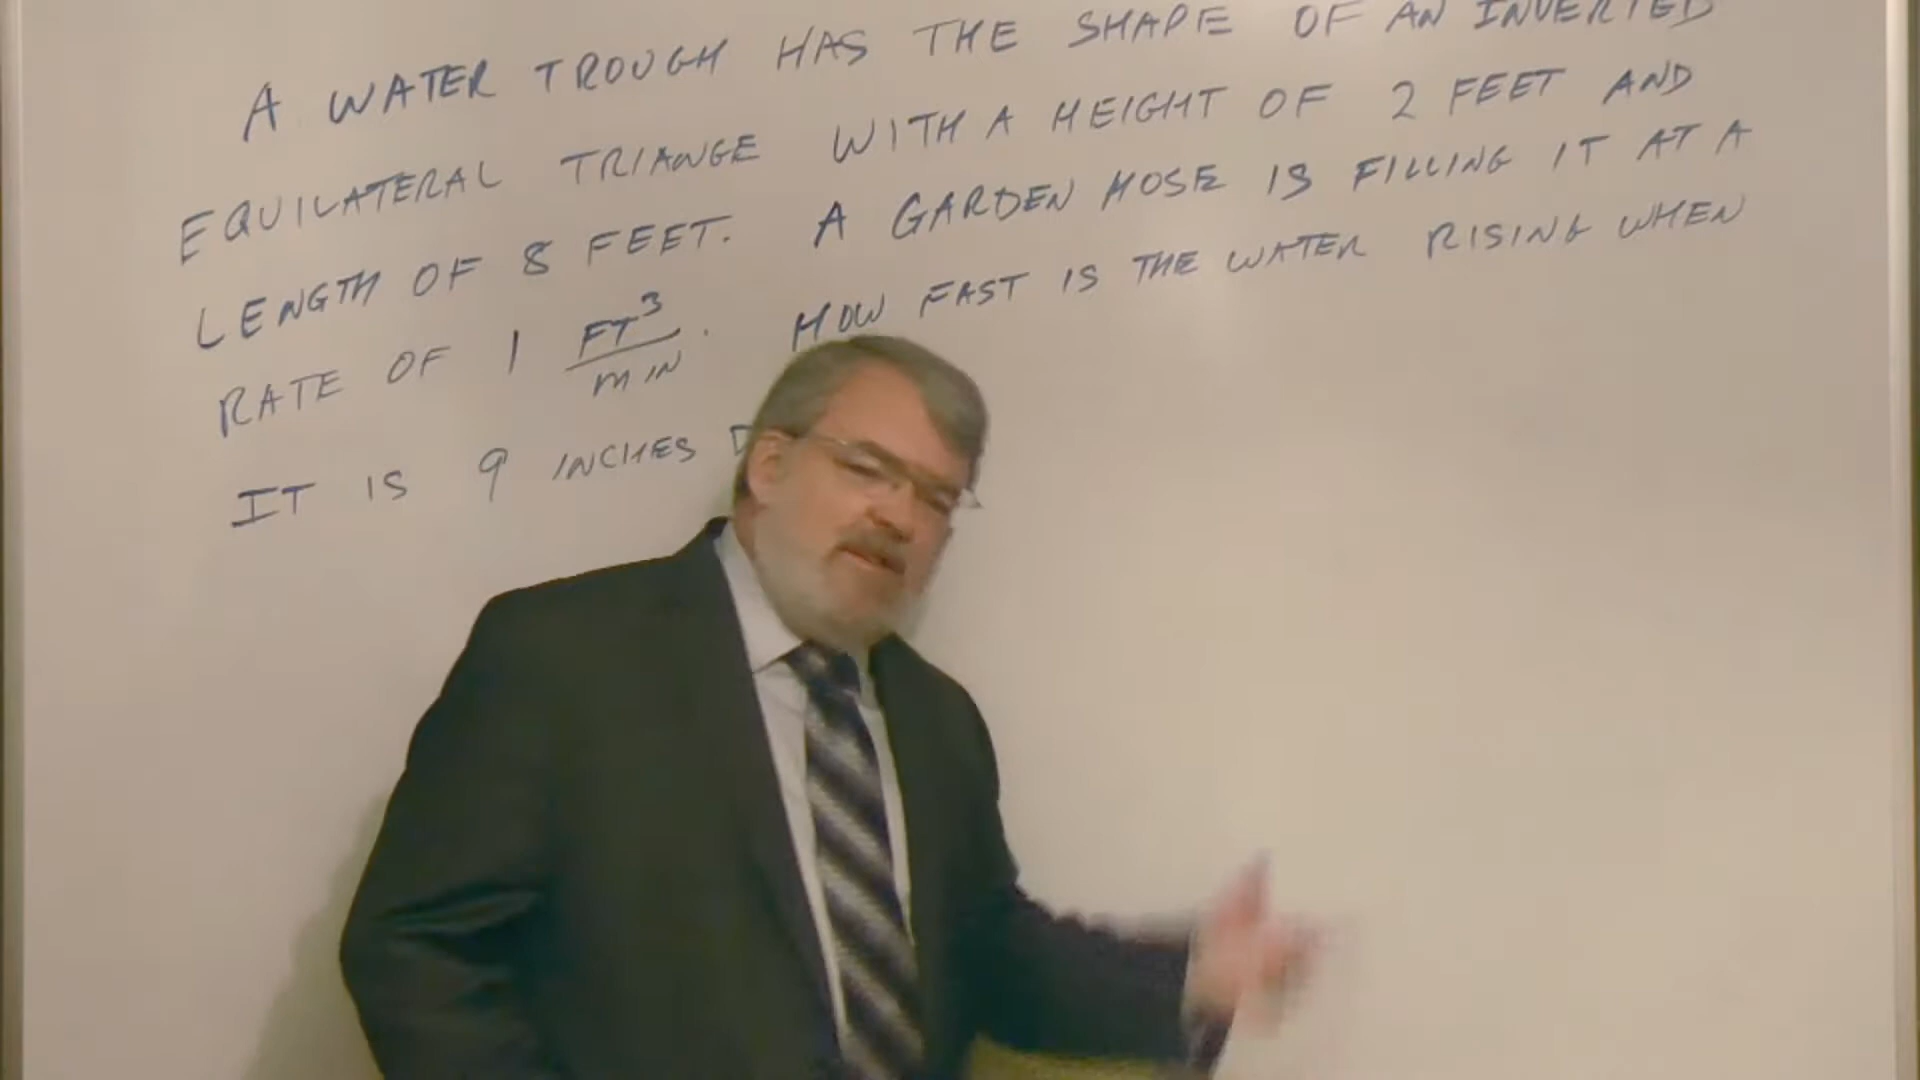 A WATER TROUGH HAS THE SHAPE OF AN INVERTED
EQUILATERAL TRIANGE WITH A HEIGHT OF 2 FEET AND
LENGTH OF 8 FEET. A GARDEN HOSE IS FILLING IT AT A
RATE OF 1 FT³/MIN. HOW FAST IS THE WATER RISING WHEN
IT IS 9 INCHES